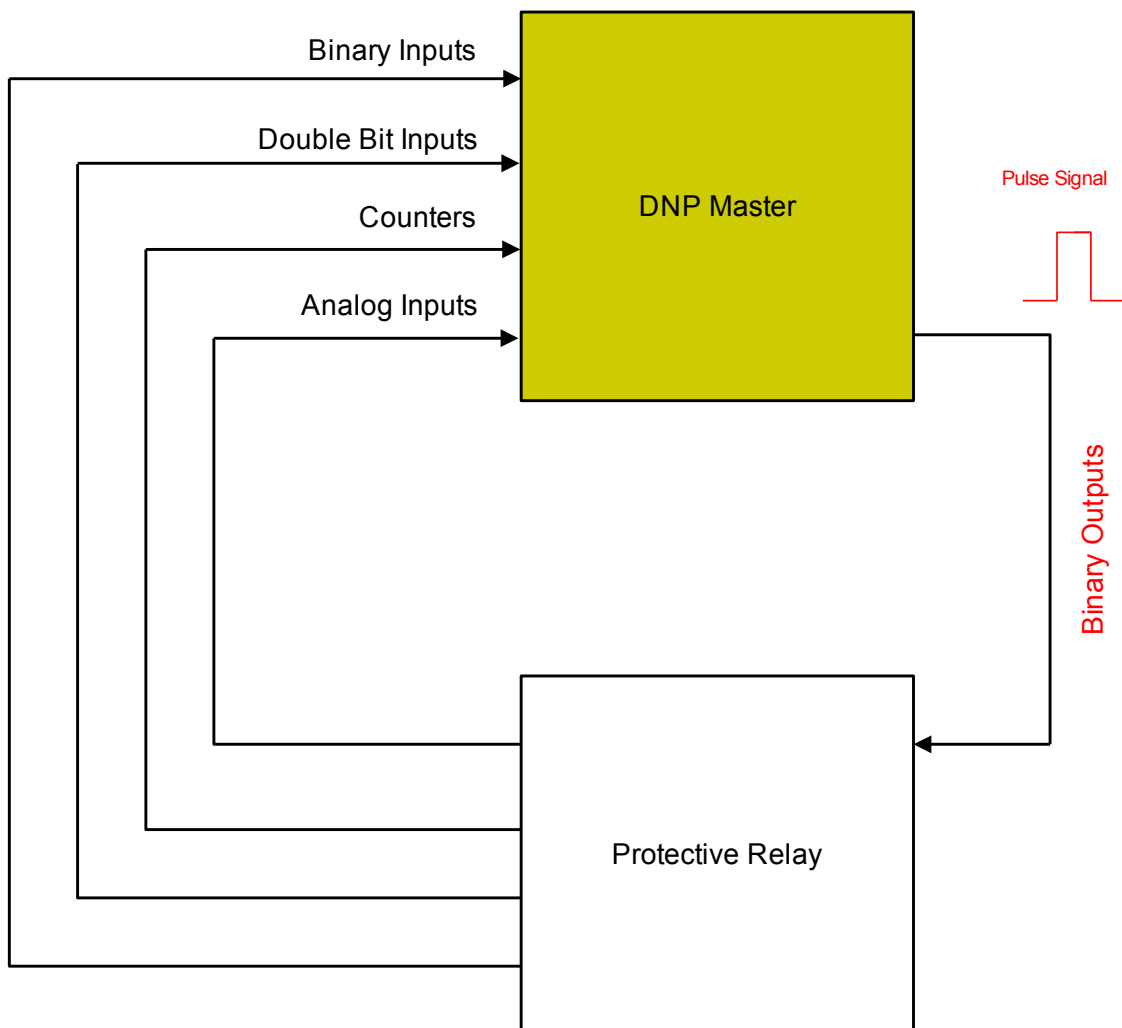 Binary Inputs
Double Bit Inputs
Counters
Analog Inputs
DNP Master
Pulse Signal
Binary Outputs
Protective Relay